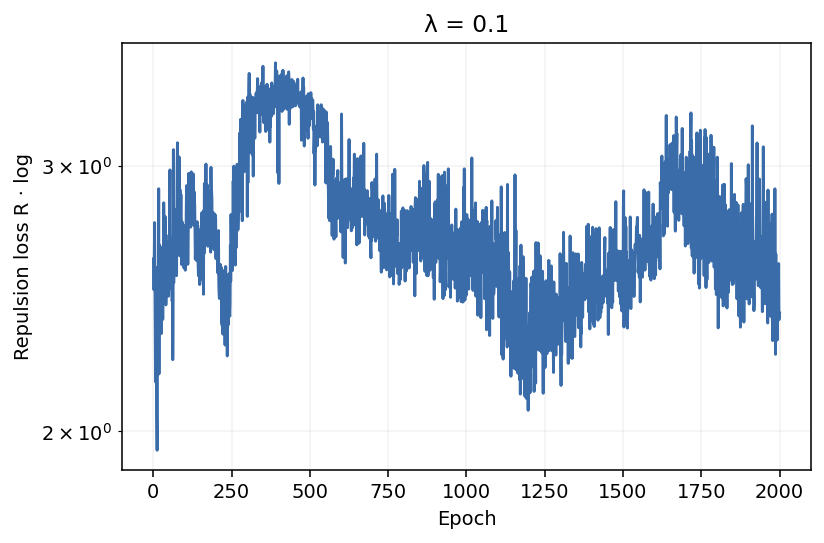 λ = 0.1
Repulsion loss R · log
3 × 10⁰
2 × 10⁰
0 250 500 750 1000 1250 1500 1750 2000
Epoch